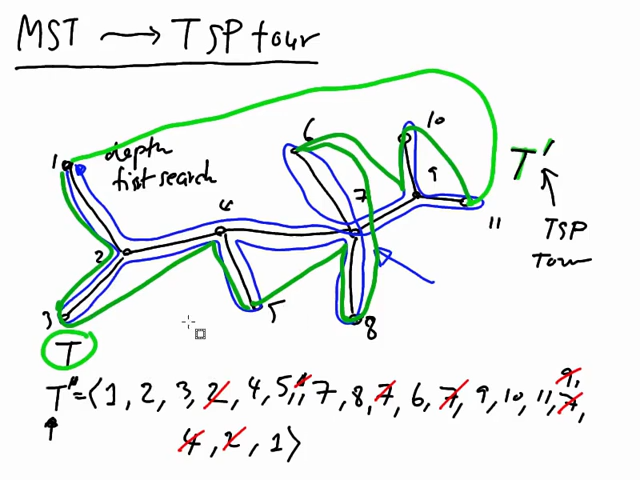 MST → TSP tour
6
10
1
depth
first search
T'
7
9
4
11
TSP
Tour
2
5
3
8
T
T" = ⟨1, 2, 3, 2, 4, 5, 4, 7, 8, 7, 6, 7, 9, 10, 11, 9, 7,
4, 2, 1⟩